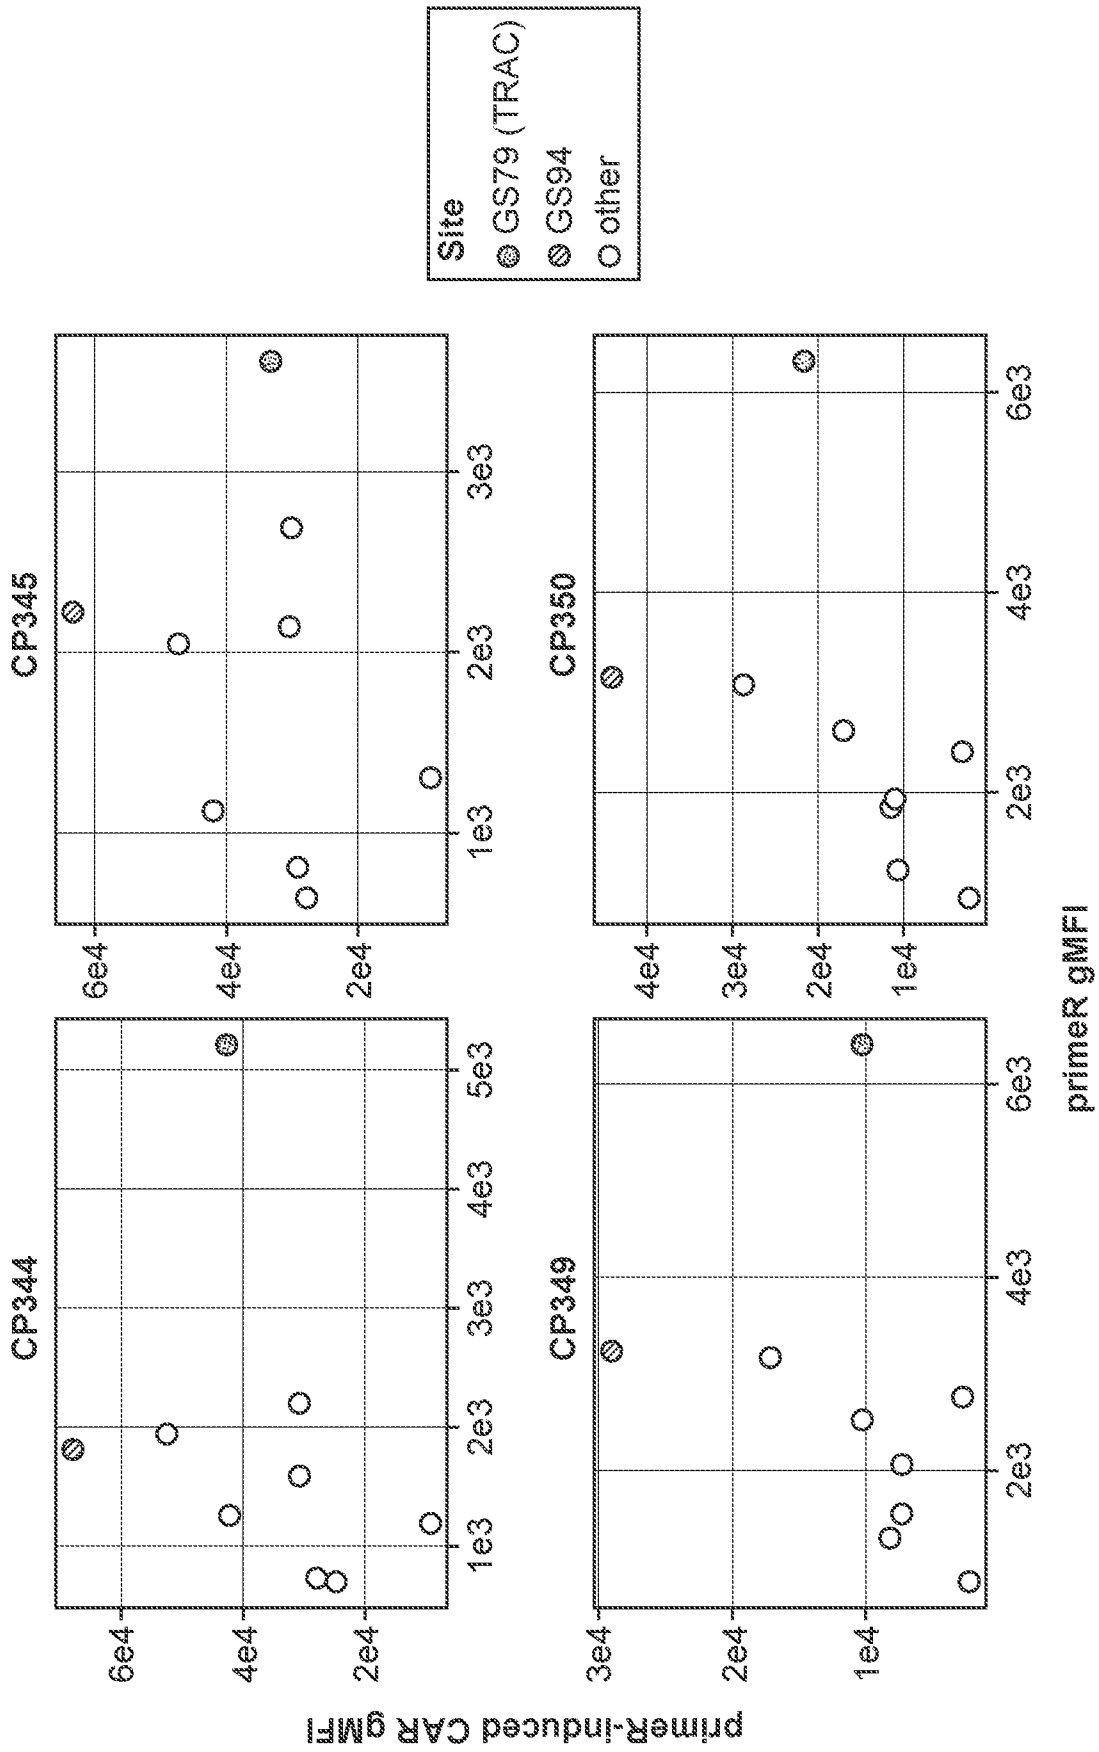 primeR-induced CAR gMFI
CP344
6e4
4e4
2e4
1e3
2e3
3e3
4e3
5e3
CP345
6e4
4e4
2e4
1e3
2e3
3e3
CP349
3e4
2e4
1e4
2e3
4e3
6e3
CP350
4e4
3e4
2e4
1e4
2e3
4e3
6e3
primeR gMFI
Site
GS79 (TRAC)
GS94
other